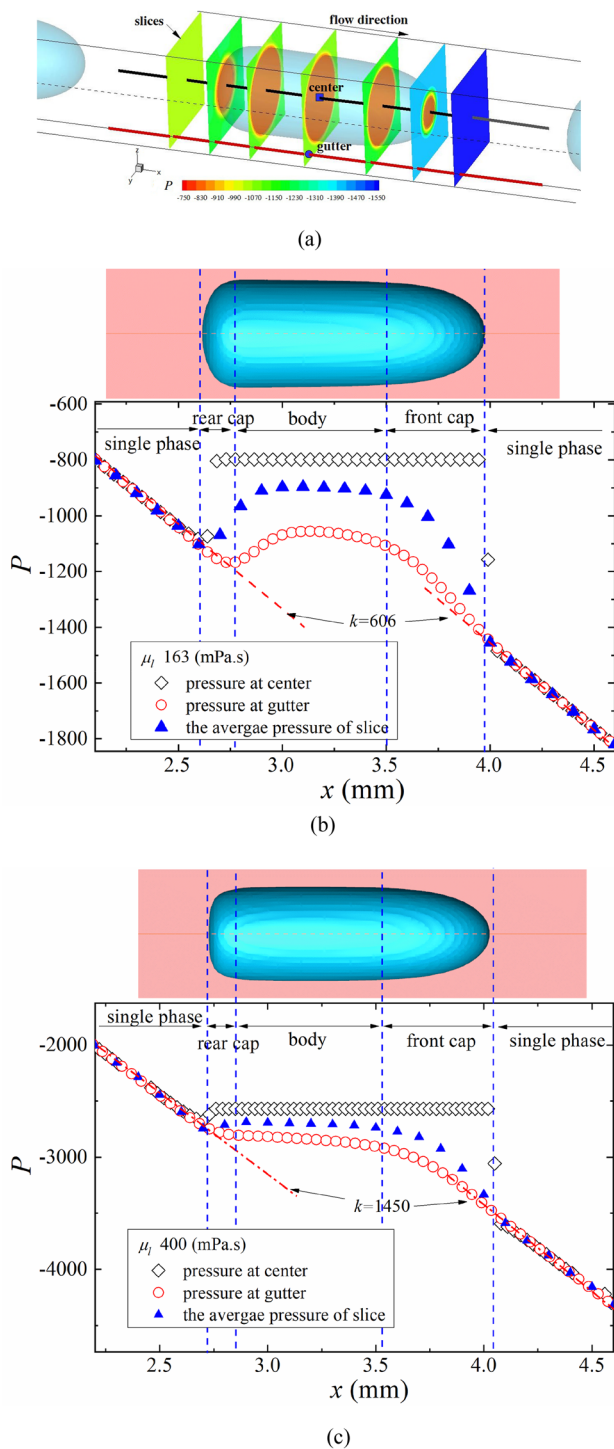 slices
flow direction
center
gutter
z
x
y
P
-750 -830 -910 -990 -1070 -1150 -1230 -1310 -1390 -1470 -1550
(a)
-600
rear cap body front cap
single phase single phase
-800
-1000
P
-1200
k=606
-1400
μl 163 (mPa.s)
pressure at center
-1600
pressure at gutter
the avergae pressure of slice
-1800
2.5 3.0 3.5 4.0 4.5
x (mm)
(b)
single phase
rear cap body front cap single phase
-2000
P
-3000
k=1450
μl 400 (mPa.s)
pressure at center
-4000
pressure at gutter
the avergae pressure of slice
2.5 3.0 3.5 4.0 4.5
x (mm)
(c)